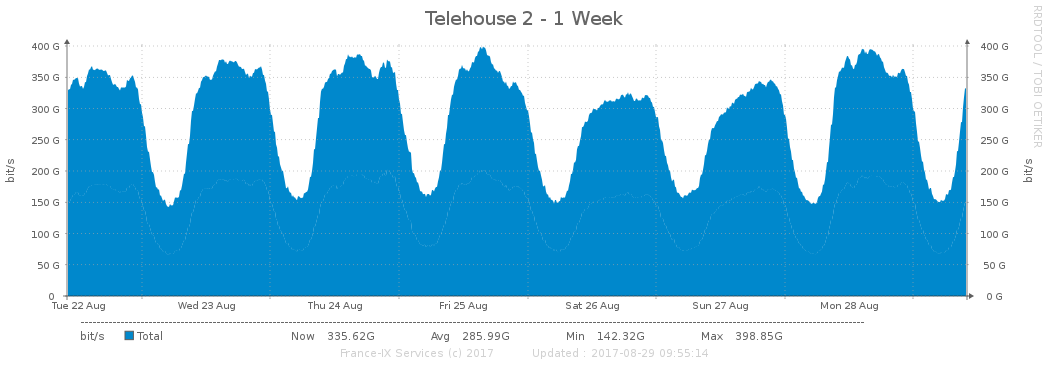 Telehouse 2 - 1 Week
RRDTOOL / TOBI OETIKER
400 G 400 G
350 G 350 G
300 G 300 G
250 G 250 G
200 G 200 G
150 G 150 G
100 G 100 G
50 G 50 G
0 0 G
bit/s bit/s
Tue 22 Aug Wed 23 Aug Thu 24 Aug Fri 25 Aug Sat 26 Aug Sun 27 Aug Mon 28 Aug
bit/s Total Now 335.62G Avg 285.99G Min 142.32G Max 398.85G
France-IX Services (c) 2017 Updated : 2017-08-29 09:55:14